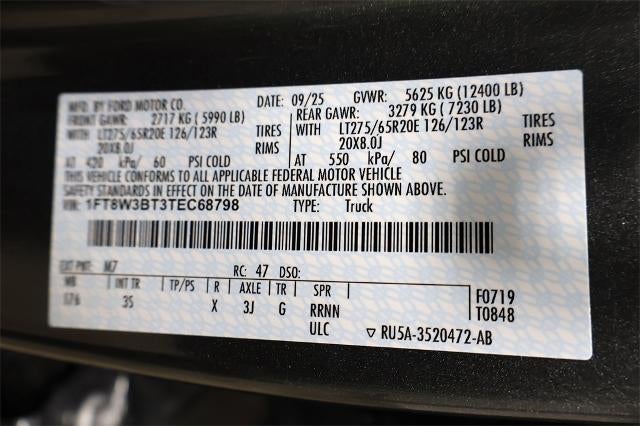 MFD. BY FORD MOTOR CO. DATE: 09/25 GVWR: 5625 KG (12400 LB)
FRONT GAWR: 2717 KG (5990 LB) REAR GAWR: 3279 KG (7230 LB)
WITH LT275/65R20E 126/123R TIRES WITH LT275/65R20E 126/123R TIRES
20X8.0J RIMS 20X8.0J RIMS
AT 420 kPa/ 60 PSI COLD AT 550 kPa/ 80 PSI COLD
THIS VEHICLE CONFORMS TO ALL APPLICABLE FEDERAL MOTOR VEHICLE
SAFETY STANDARDS IN EFFECT ON THE DATE OF MANUFACTURE SHOWN ABOVE.
VIN: 1FT8W3BT3TEC68798 TYPE: Truck
EXT PNT: M7 RC: 47 DSO:
WB INT TR TP/PS R AXLE TR SPR F0719
176 3S X 3J G RRNN T0848
ULC ▽ RU5A-3520472-AB